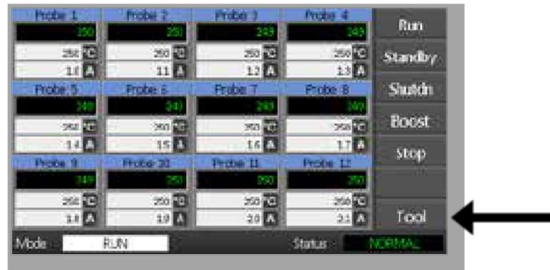 Probe 1 Probe 2 Probe 3 Probe 4 Run
250 250 249 249
250 °C 250 °C 250 °C 250 °C Standby
1.0 A 1.1 A 1.2 A 1.3 A
Probe 5 Probe 6 Probe 7 Probe 8 Shutdn
249 249 249 249
250 °C 250 °C 250 °C 250 °C Boost
1.4 A 1.5 A 1.6 A 1.7 A Stop
Probe 9 Probe 10 Probe 11 Probe 12
249 250 250 250
250 °C 250 °C 250 °C 250 °C
1.8 A 1.9 A 2.0 A 2.1 A Tool
Mode RUN Status NORMAL